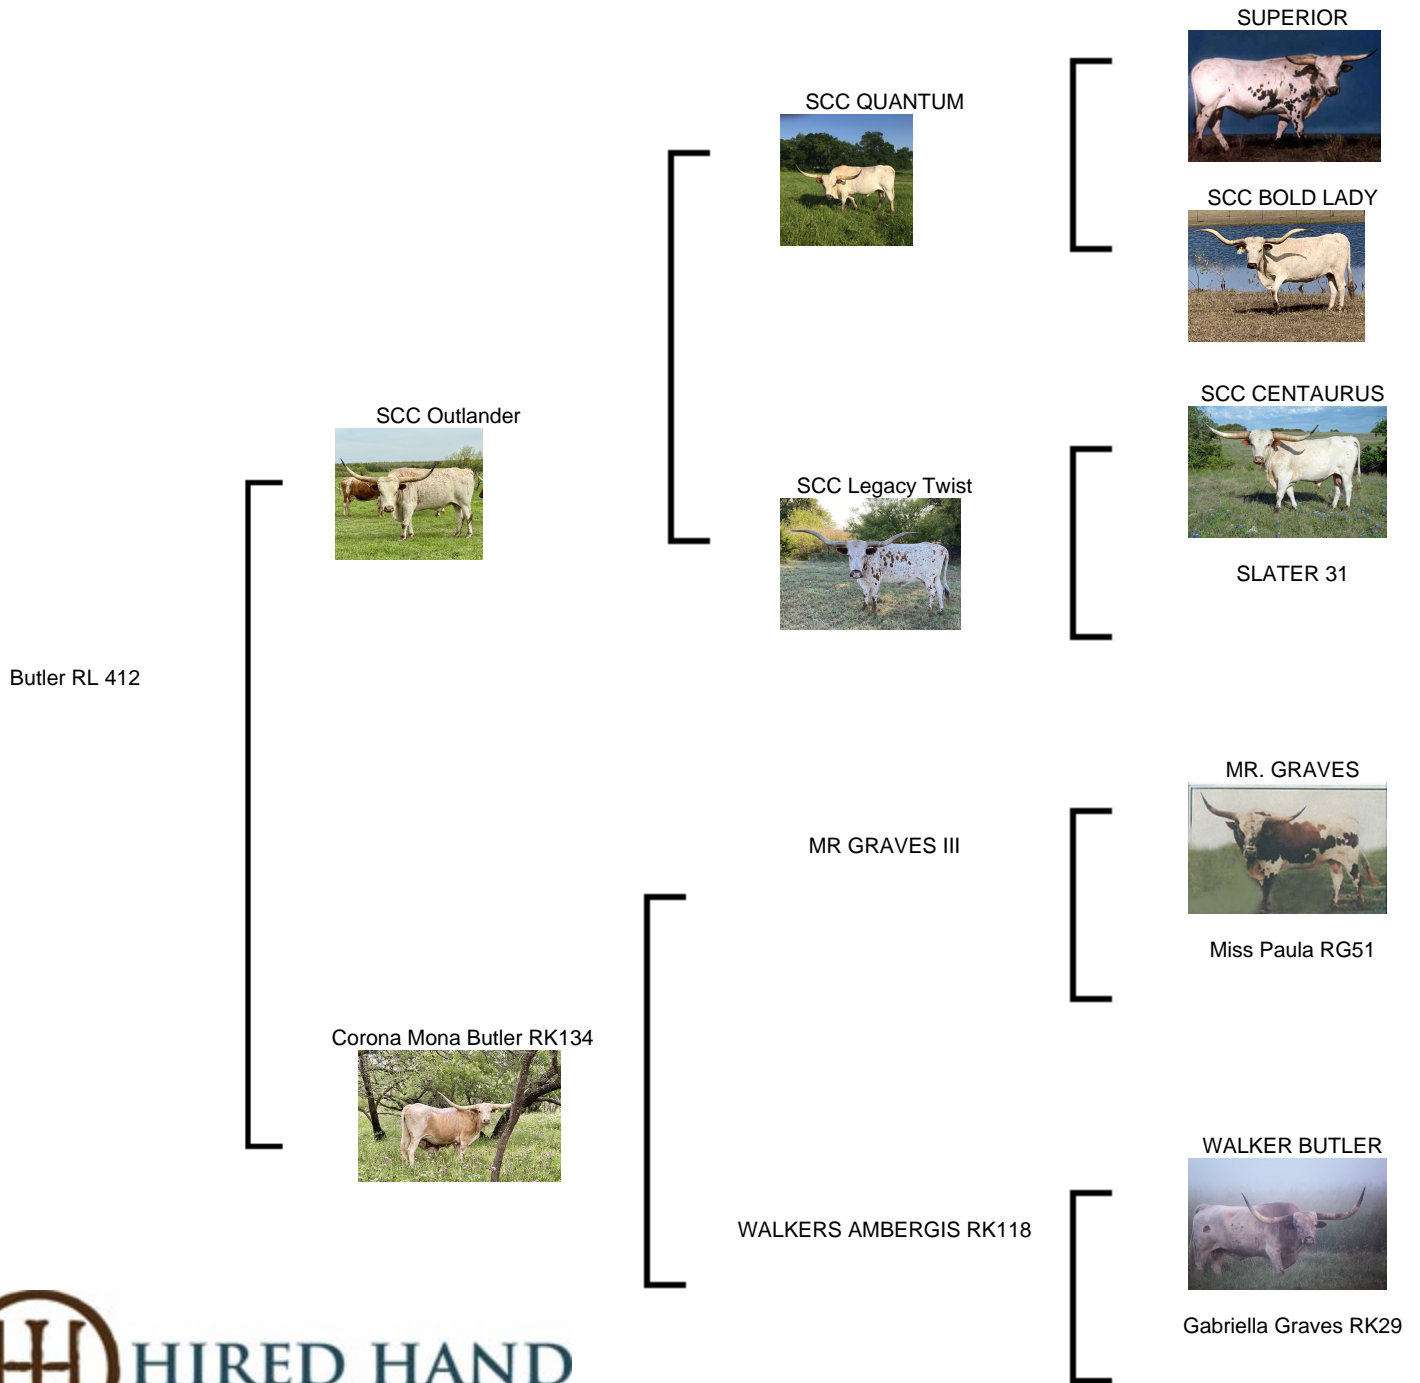 SUPERIOR
SCC QUANTUM
SCC BOLD LADY
SCC CENTAURUS
SCC Outlander
SCC Legacy Twist
SLATER 31
Butler RL 412
MR. GRAVES
MR GRAVES III
Miss Paula RG51
Corona Mona Butler RK134
WALKER BUTLER
WALKERS AMBERGIS RK118
Gabriella Graves RK29
HIRED HAND